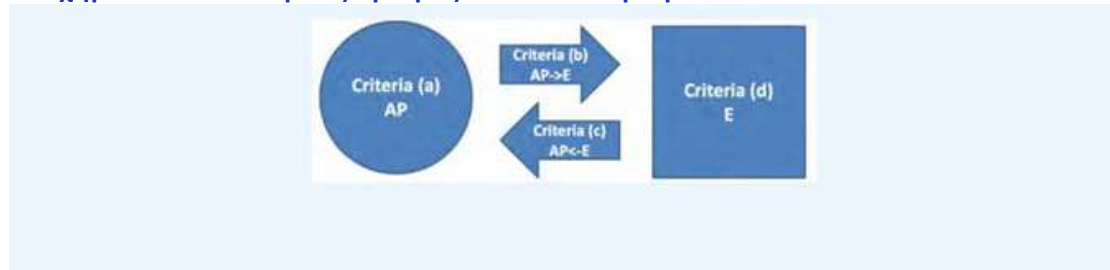 Criteria (a)
AP
Criteria (b)
AP->E
Criteria (c)
AP<-E
Criteria (d)
E